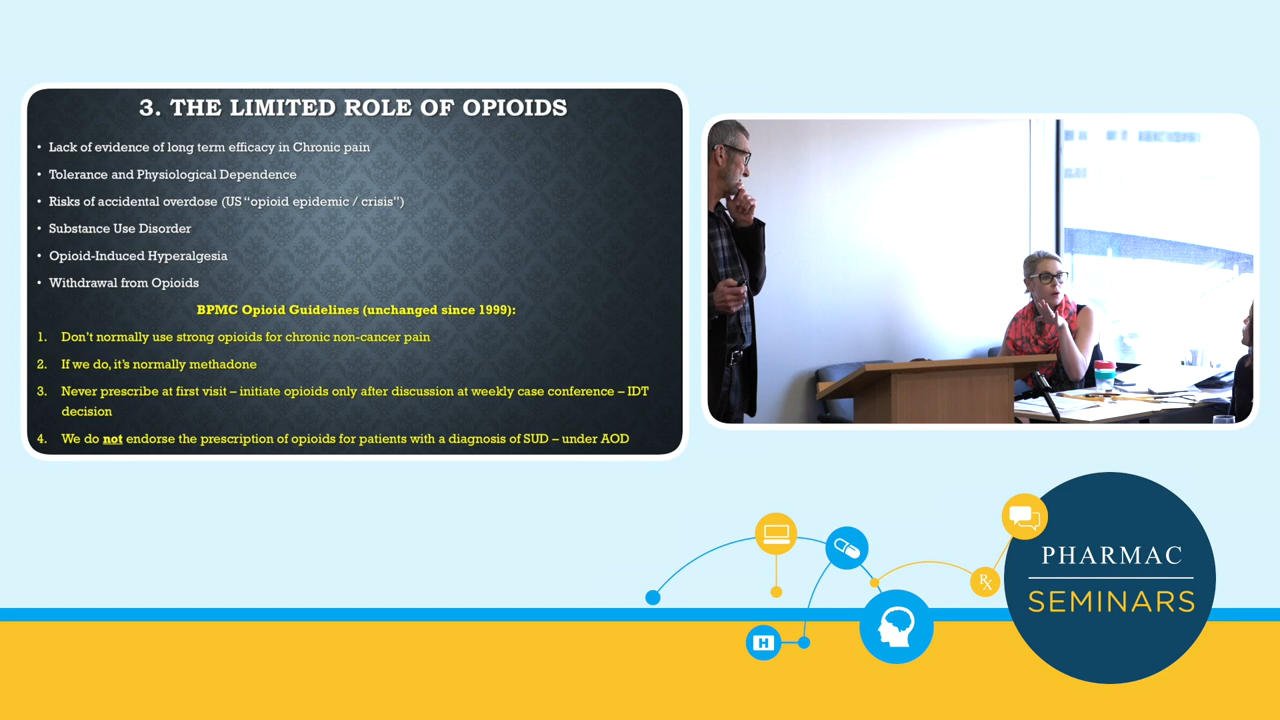 3. THE LIMITED ROLE OF OPIOIDS
• Lack of evidence of long term efficacy in Chronic pain
• Tolerance and Physiological Dependence
• Risks of accidental overdose (US “opioid epidemic / crisis”)
• Substance Use Disorder
• Opioid-Induced Hyperalgesia
• Withdrawal from Opioids
BPMC Opioid Guidelines (unchanged since 1999):
1. Don’t normally use strong opioids for chronic non-cancer pain
2. If we do, it’s normally methadone
3. Never prescribe at first visit – initiate opioids only after discussion at weekly case conference – IDT
decision
4. We do not endorse the prescription of opioids for patients with a diagnosis of SUD – under AOD
H
Rx
PHARMAC
SEMINARS